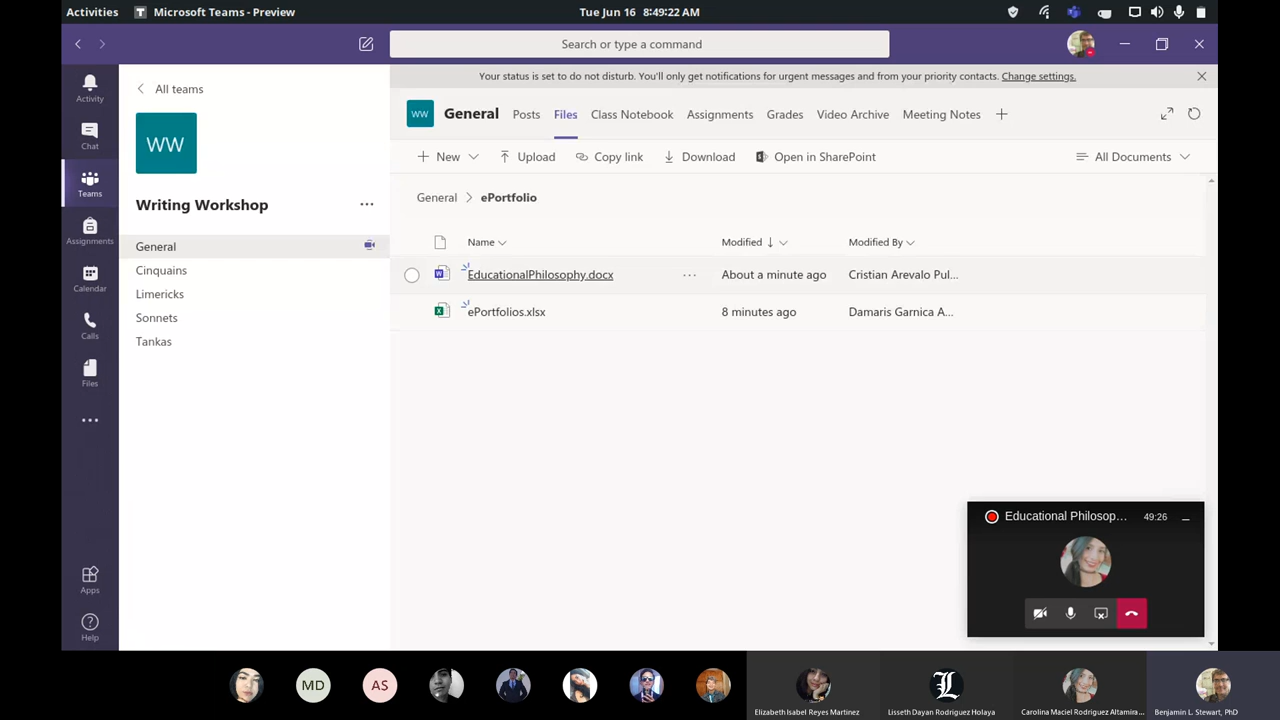 Activities Microsoft Teams - Preview Tue Jun 16 8:49:22 AM
Search or type a command
Your status is set to do not disturb. You'll only get notifications for urgent messages and from your priority contacts. Change settings.
Activity
Chat
Teams
Assignments
Calendar
Calls
Files
Apps
Help
All teams
WW
Writing Workshop
General
Cinquains
Limericks
Sonnets
Tankas
WW General Posts Files Class Notebook Assignments Grades Video Archive Meeting Notes
New Upload Copy link Download Open in SharePoint All Documents
General > ePortfolio
Name Modified Modified By
EducationalPhilosophy.docx About a minute ago Cristian Arevalo Pul...
ePortfolios.xlsx 8 minutes ago Damaris Garnica A...
Educational Philosop... 49:26
MD AS L
Elizabeth Isabel Reyes Martinez Lisseth Dayan Rodriguez Holaya Carolina Maciel Rodriguez Altamira... Benjamin L. Stewart, PhD